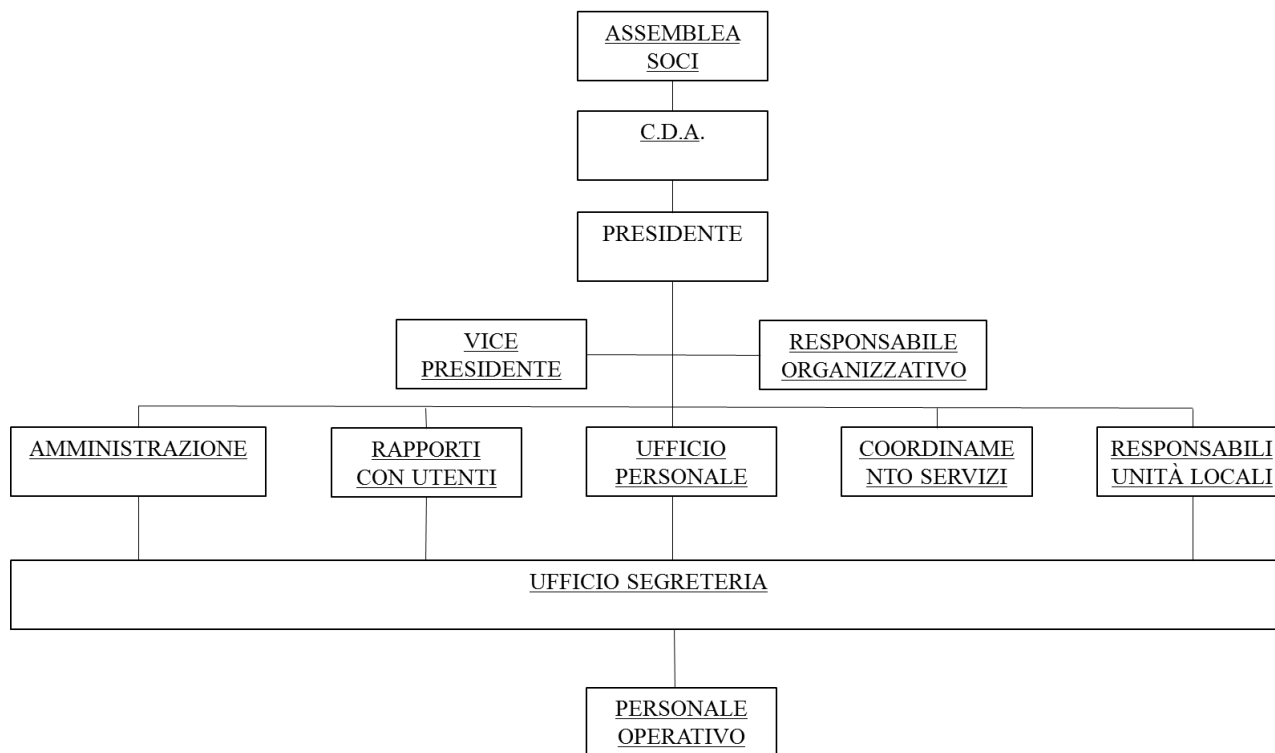 ASSEMBLEA
SOCI
C.D.A.
PRESIDENTE
VICE
PRESIDENTE
RESPONSABILE
ORGANIZZATIVO
AMMINISTRAZIONE
RAPPORTI
CON UTENTI
UFFICIO
PERSONALE
COORDINAME
NTO SERVIZI
RESPONSABILI
UNITÀ LOCALI
UFFICIO SEGRETERIA
PERSONALE
OPERATIVO